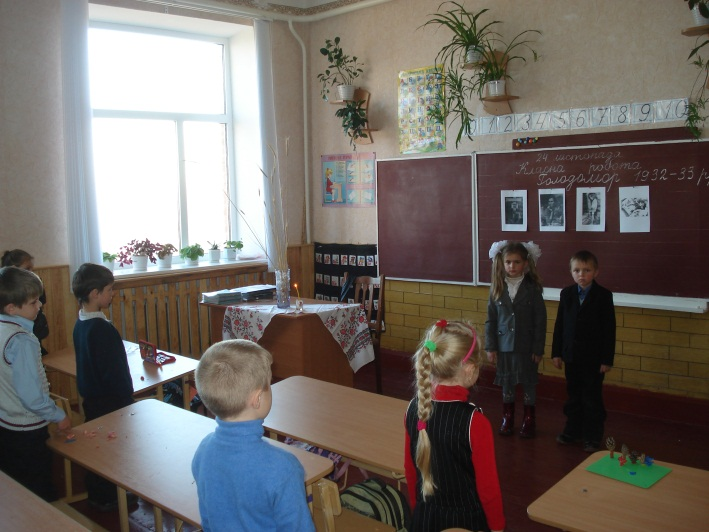 1 2 3 4 5 6 7 8 9 10
24 листопада
Класна робота
Голодомор 1932-33 р